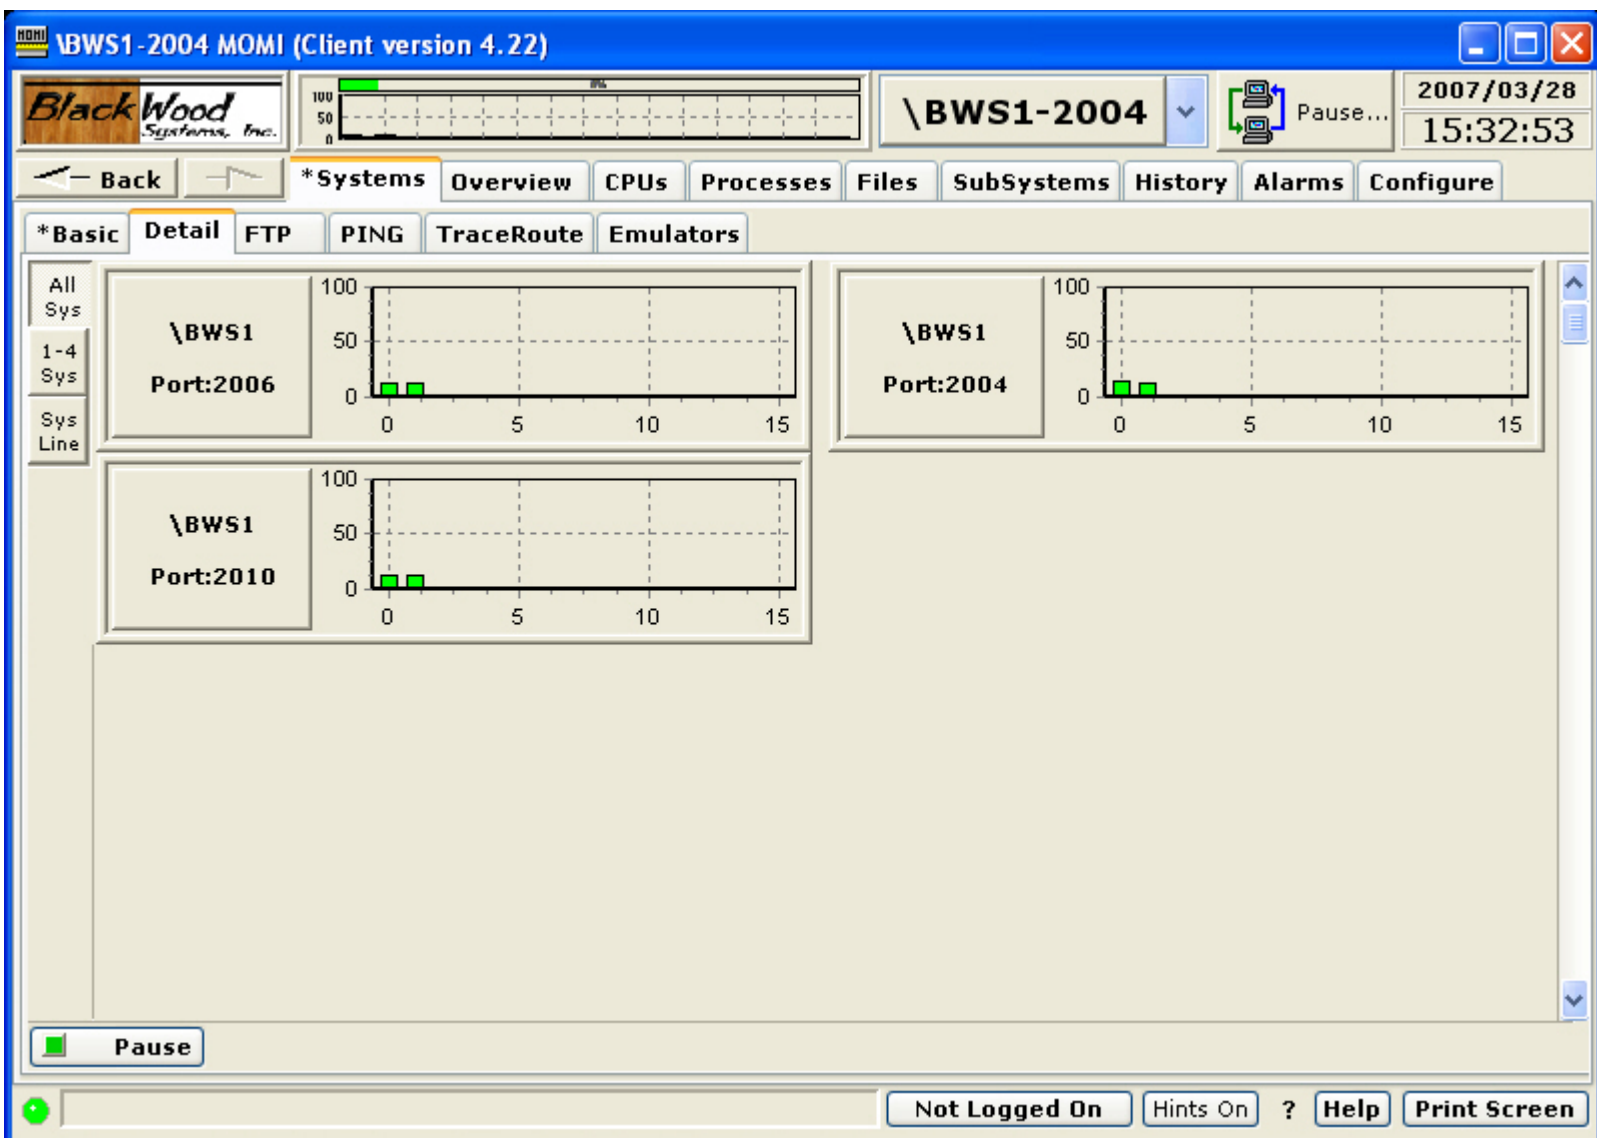 MOMI \BWS1-2004 MOMI (Client version 4.22)
BlackWood Systems, Inc.
100
50
0
\BWS1-2004
Pause...
2007/03/28
15:32:53
Back *Systems Overview CPUs Processes Files SubSystems History Alarms Configure
*Basic Detail FTP PING TraceRoute Emulators
All Sys
1-4 Sys
Sys Line
\BWS1
Port:2006
100
50
0
0 5 10 15
\BWS1
Port:2004
100
50
0
0 5 10 15
\BWS1
Port:2010
100
50
0
0 5 10 15
Pause
Not Logged On Hints On ? Help Print Screen